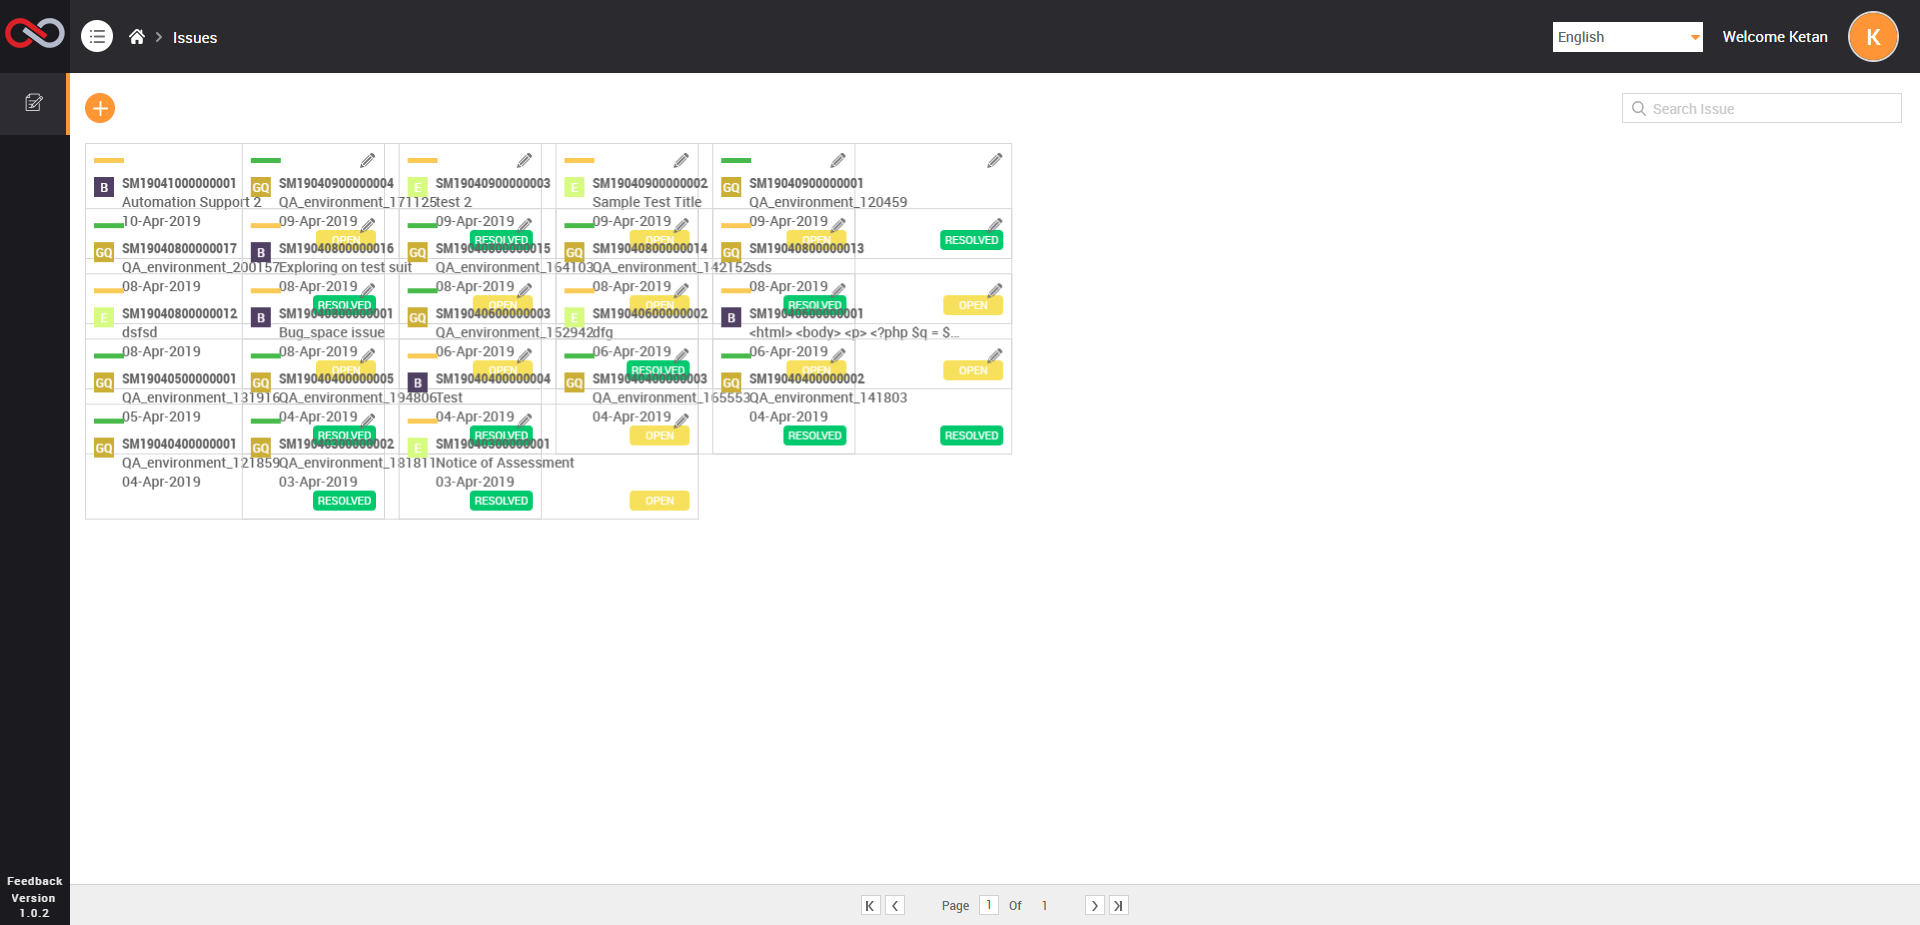 Issues
English
Welcome Ketan
K
Search Issue
B SM19041000000001
Automation Support 2
10-Apr-2019
GQ SM19040900000004
QA_environment_171125
09-Apr-2019
OPEN
E SM19040900000003
test 2
09-Apr-2019
RESOLVED
E SM19040900000002
Sample Test Title
09-Apr-2019
OPEN
GQ SM19040900000001
QA_environment_120459
09-Apr-2019
OPEN
RESOLVED
GQ SM19040800000017
QA_environment_200157
08-Apr-2019
B SM19040800000016
Exploring on test suit
08-Apr-2019
RESOLVED
GQ SM19040800000015
QA_environment_164103
08-Apr-2019
OPEN
GQ SM19040800000014
QA_environment_142152
08-Apr-2019
OPEN
GQ SM19040800000013
sds
08-Apr-2019
RESOLVED
OPEN
E SM19040800000012
dsfsd
08-Apr-2019
B SM19040800000001
Bug_space issue
08-Apr-2019
OPEN
GQ SM19040600000003
QA_environment_152942
06-Apr-2019
OPEN
E SM19040600000002
dfg
06-Apr-2019
RESOLVED
B SM19040600000001
<html> <body> <p> <?php $q = $...
06-Apr-2019
OPEN
OPEN
GQ SM19040500000001
QA_environment_131916
05-Apr-2019
GQ SM19040400000005
QA_environment_194806
04-Apr-2019
RESOLVED
B SM19040400000004
Test
04-Apr-2019
RESOLVED
GQ SM19040400000003
QA_environment_165553
04-Apr-2019
OPEN
GQ SM19040400000002
QA_environment_141803
04-Apr-2019
RESOLVED
RESOLVED
GQ SM19040400000001
QA_environment_121859
04-Apr-2019
GQ SM19040300000002
QA_environment_181811
03-Apr-2019
RESOLVED
E SM19040300000001
Notice of Assessment
03-Apr-2019
RESOLVED
OPEN
Feedback
Version
1.0.2
Page 1 Of 1